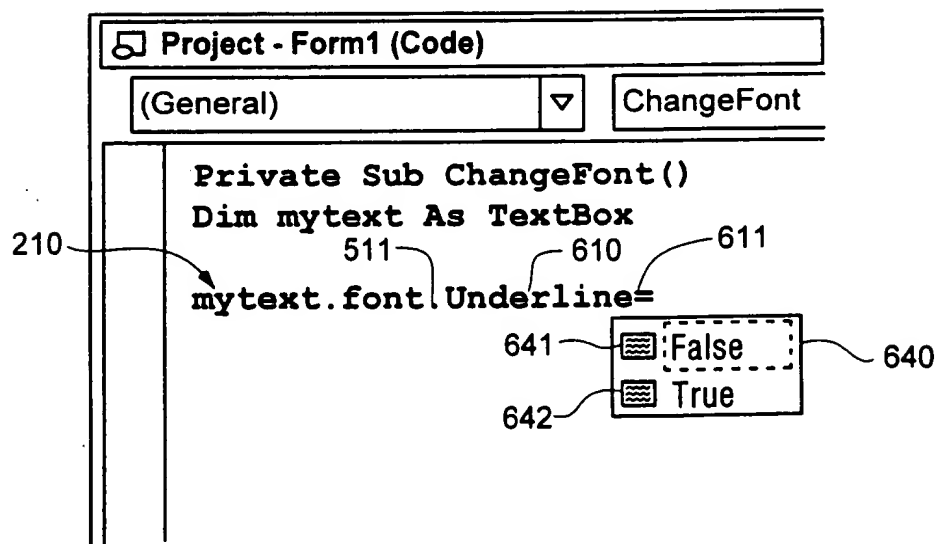 Project - Form1 (Code)
(General) ChangeFont
Private Sub ChangeFont()
Dim mytext As TextBox
210 511 610 611
mytext.font.Underline=
641 False 640
642 True